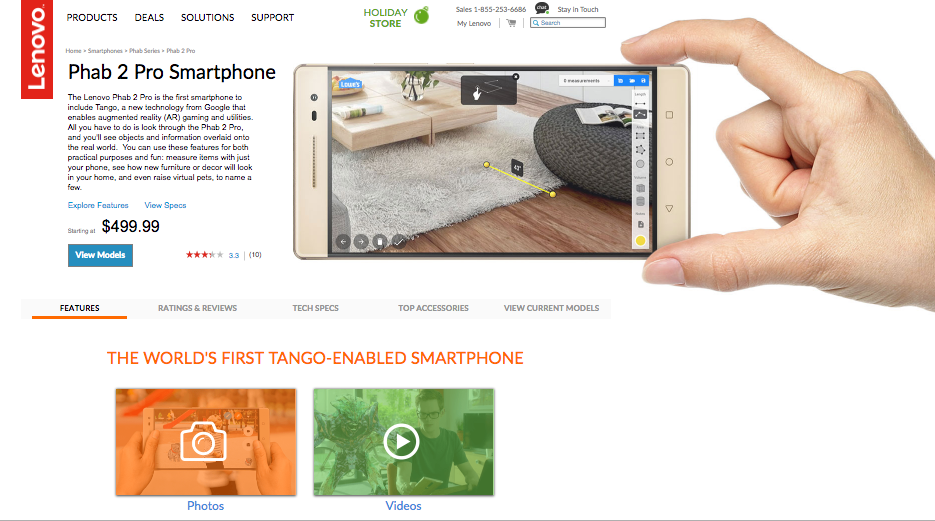 Lenovo
PRODUCTS DEALS SOLUTIONS SUPPORT
HOLIDAY
STORE
Sales 1-855-253-6686 chat Stay in Touch
My Lenovo Search
Home > Smartphones > Phab Series > Phab 2 Pro
Phab 2 Pro Smartphone
The Lenovo Phab 2 Pro is the first smartphone to
include Tango, a new technology from Google that
enables augmented reality (AR) gaming and utilities.
All you have to do is look through the Phab 2 Pro,
and you'll see objects and information overlaid onto
the real world. You can use these features for both
practical purposes and fun: measure items with just
your phone, see how new furniture or decor will look
in your home, and even raise virtual pets, to name a
few.
Explore Features View Specs
Starting at $499.99
View Models 3.3 | (10)
Lowe's
0 measurements
Length
Area
Volume
43"
FEATURES RATINGS & REVIEWS TECH SPECS TOP ACCESSORIES VIEW CURRENT MODELS
THE WORLD'S FIRST TANGO-ENABLED SMARTPHONE
Photos Videos